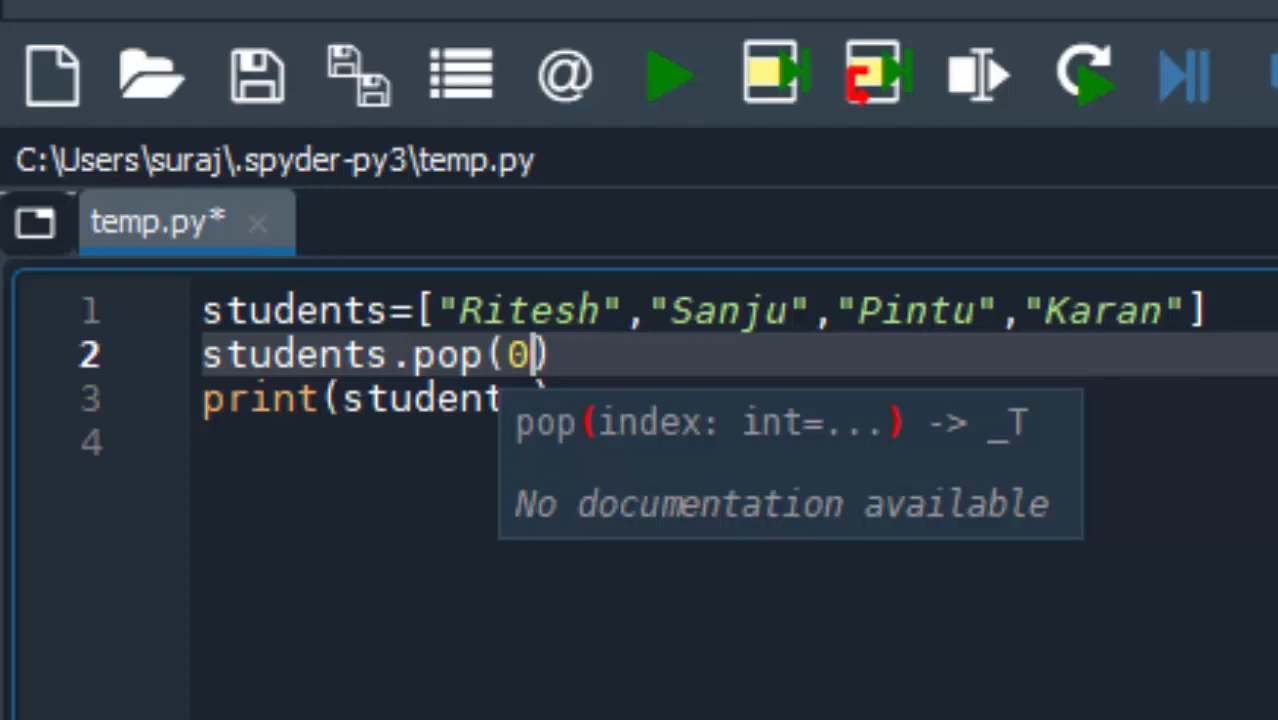 C:\Users\suraj\.spyder-py3\temp.py
temp.py*
1 students=["Ritesh","Sanju","Pintu","Karan"]
2 students.pop(0)
3 print(student )
4
pop(index: int=...) -> _T
No documentation available